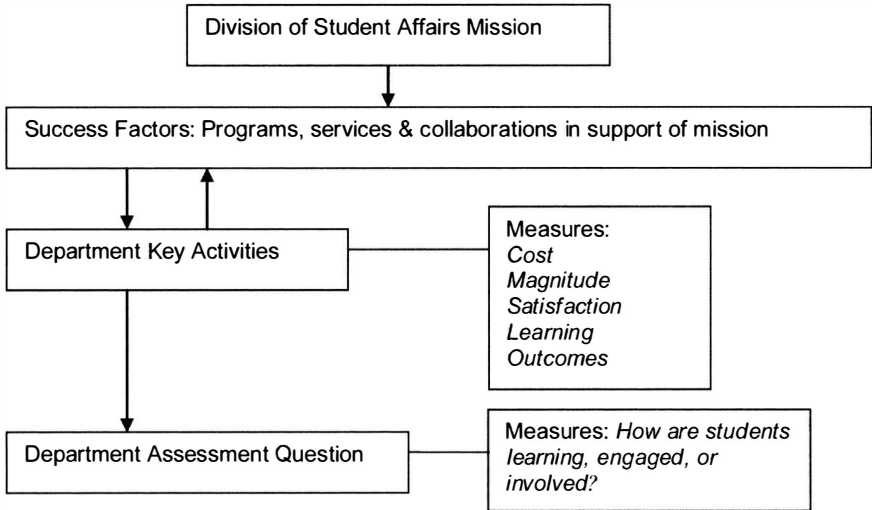 Division of Student Affairs Mission
Success Factors: Programs, services & collaborations in support of mission
Department Key Activities
Measures:
Cost
Magnitude
Satisfaction
Learning
Outcomes
Department Assessment Question
Measures: How are students
learning, engaged, or
involved?